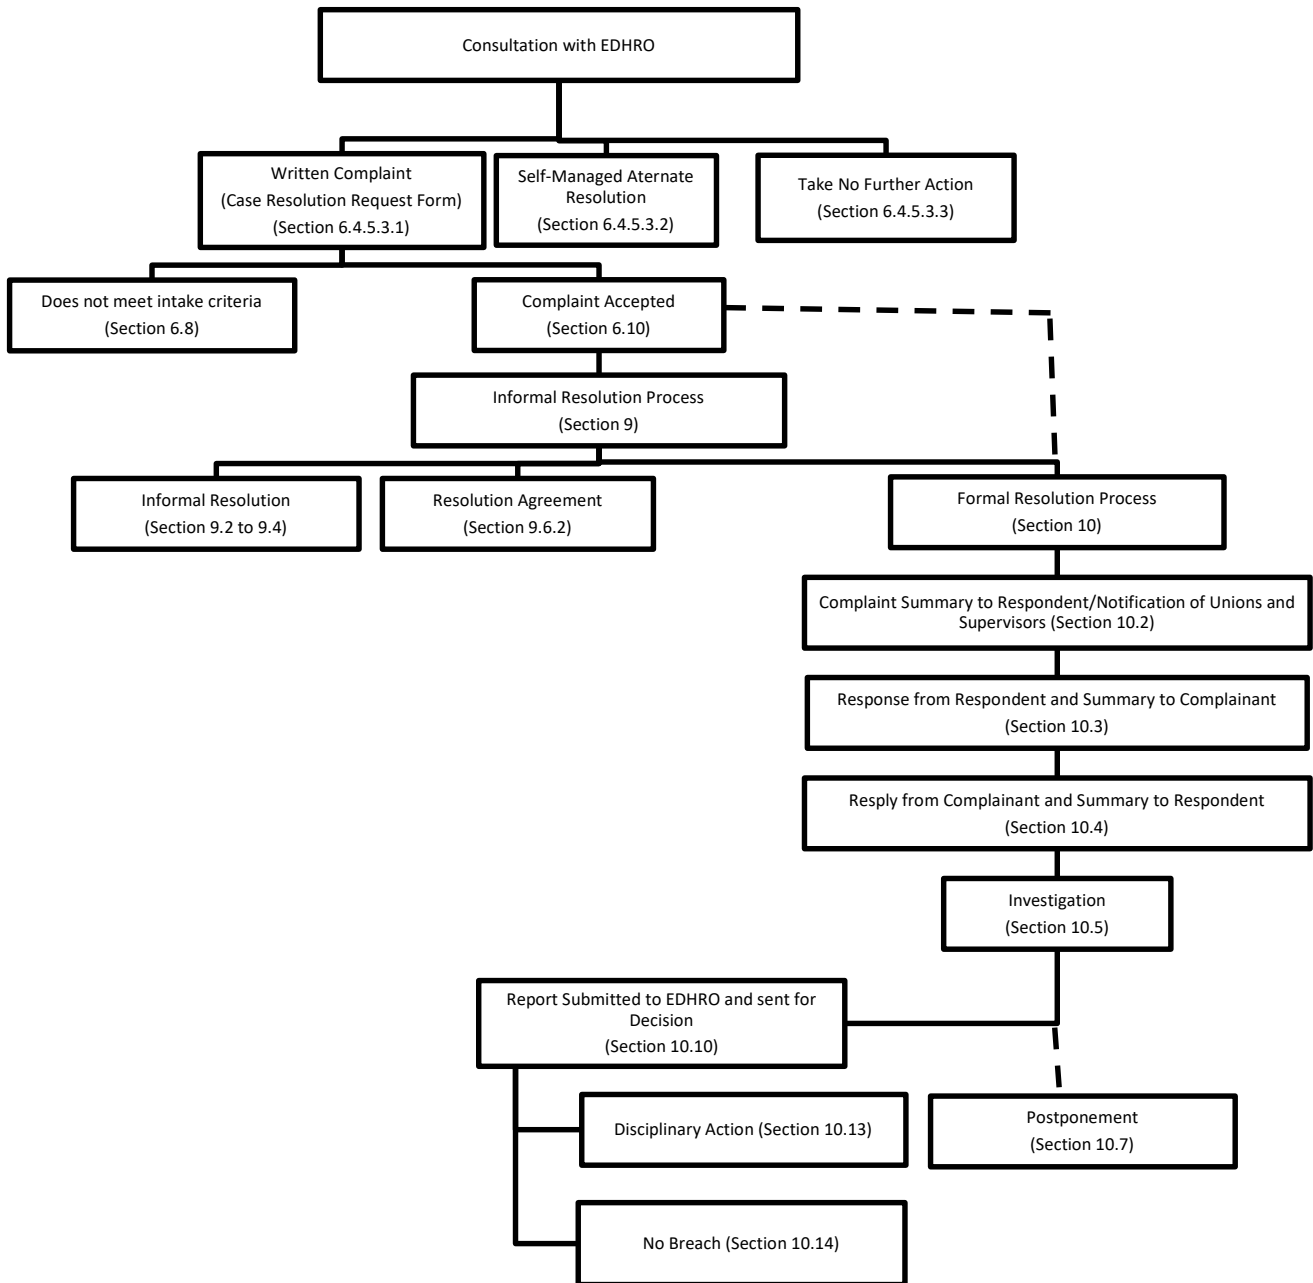 Consultation with EDHRO
Written Complaint
(Case Resolution Request Form)
(Section 6.4.5.3.1)
Self-Managed Aternate
Resolution
(Section 6.4.5.3.2)
Take No Further Action
(Section 6.4.5.3.3)
Does not meet intake criteria
(Section 6.8)
Complaint Accepted
(Section 6.10)
Informal Resolution Process
(Section 9)
Informal Resolution
(Section 9.2 to 9.4)
Resolution Agreement
(Section 9.6.2)
Formal Resolution Process
(Section 10)
Complaint Summary to Respondent/Notification of Unions and
Supervisors (Section 10.2)
Response from Respondent and Summary to Complainant
(Section 10.3)
Resply from Complainant and Summary to Respondent
(Section 10.4)
Investigation
(Section 10.5)
Report Submitted to EDHRO and sent for
Decision
(Section 10.10)
Disciplinary Action (Section 10.13)
Postponement
(Section 10.7)
No Breach (Section 10.14)